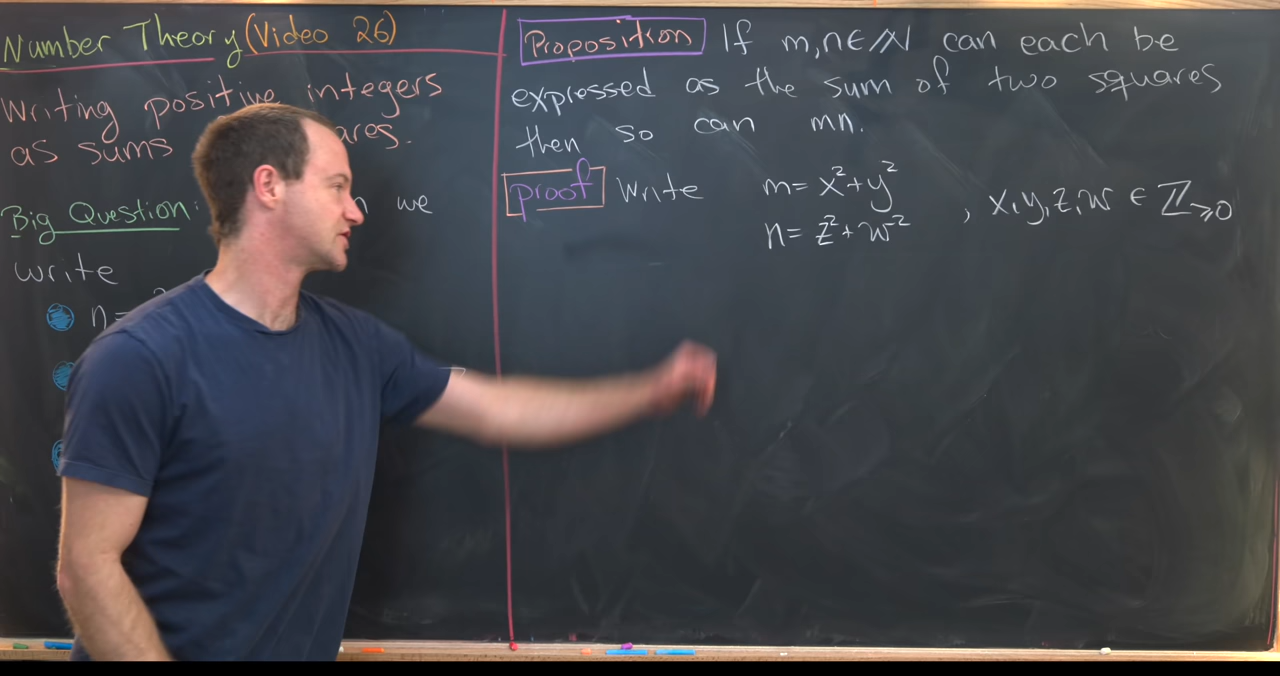 Number Theory (Video 26)
Writing positive integers
as sums ares.
Big Question: we
write
n=
Proposition If m,n∈ℕ can each be
expressed as the sum of two squares
then so can mn.
proof Write m = x²+y²
n = z²+w² , x,y,z,w ∈ ℤ≥0